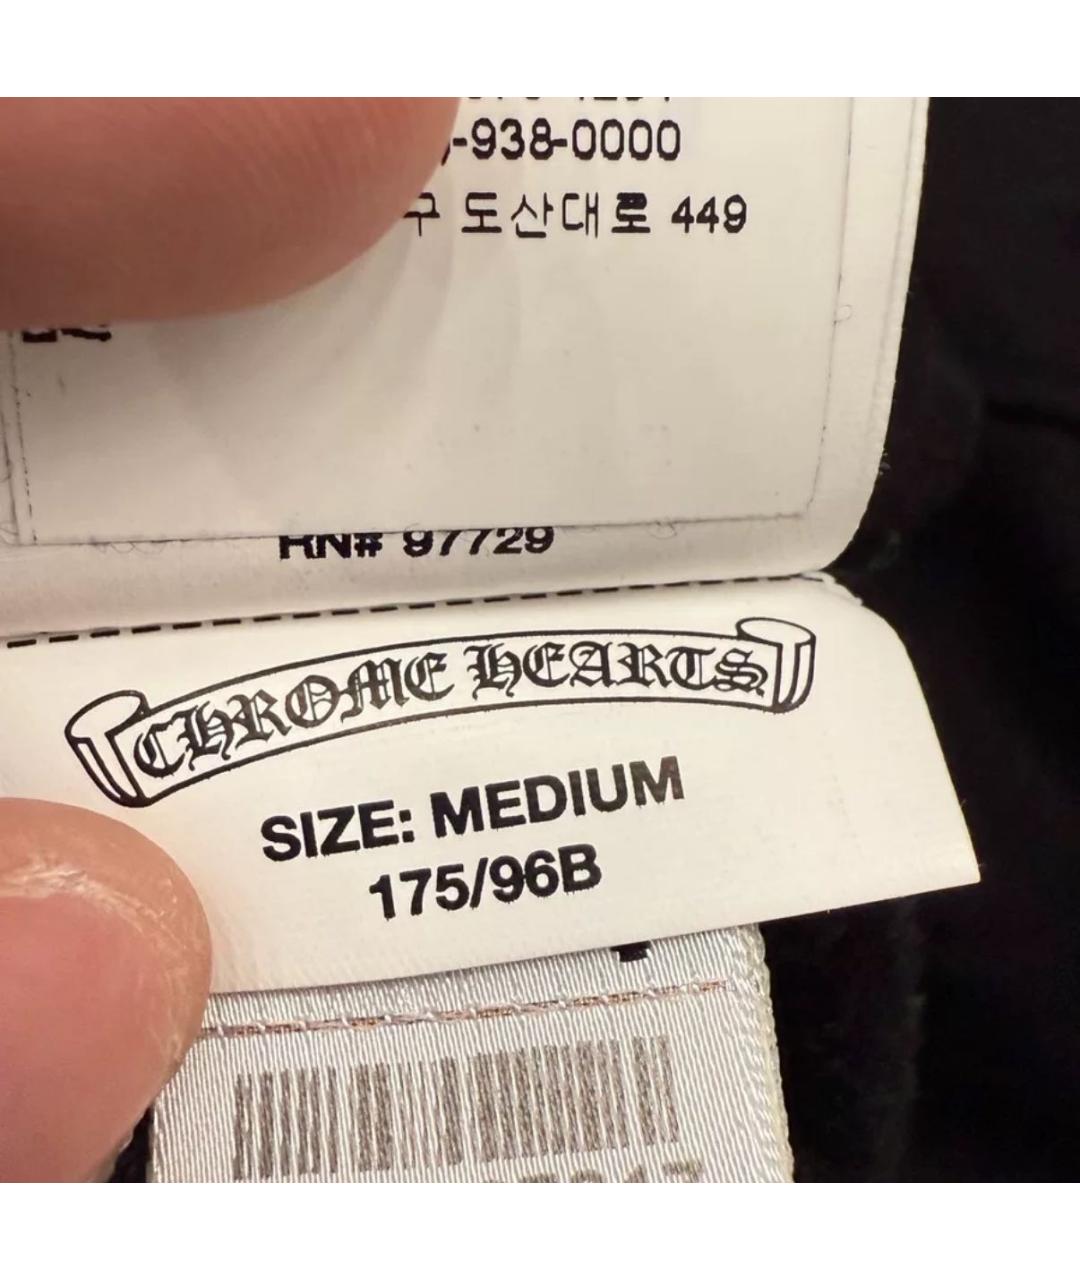 -938-0000
구 도산대로 449
RN# 97729
CHROME HEARTS
SIZE: MEDIUM
175/96B